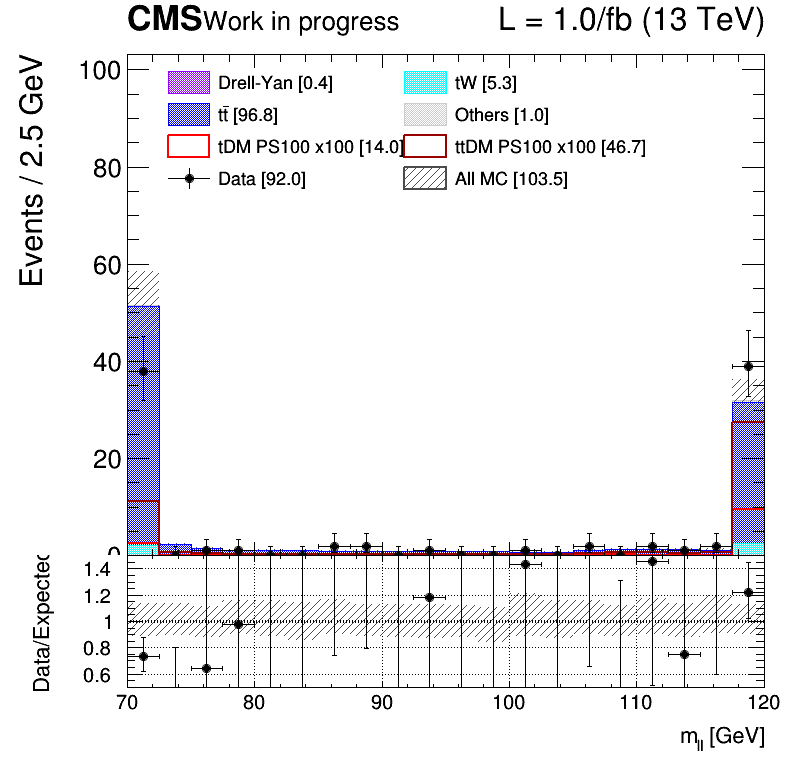 CMS Work in progress L = 1.0/fb (13 TeV)
Events / 2.5 GeV
100
80
60
40
20
0
Drell-Yan [0.4] tW [5.3]
tt̄ [96.8] Others [1.0]
tDM PS100 x100 [14.0] ttDM PS100 x100 [46.7]
Data [92.0] All MC [103.5]
Data/Expected
1.4
1.2
1
0.8
0.6
70 80 90 100 110 120
m_ll [GeV]